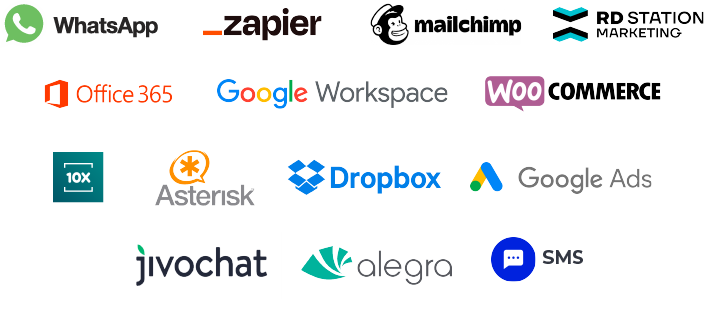 WhatsApp
zapier
mailchimp
RD STATION
MARKETING
Office 365
Google Workspace
WOO COMMERCE
10X
Asterisk
Dropbox
Google Ads
jivochat
alegra
SMS